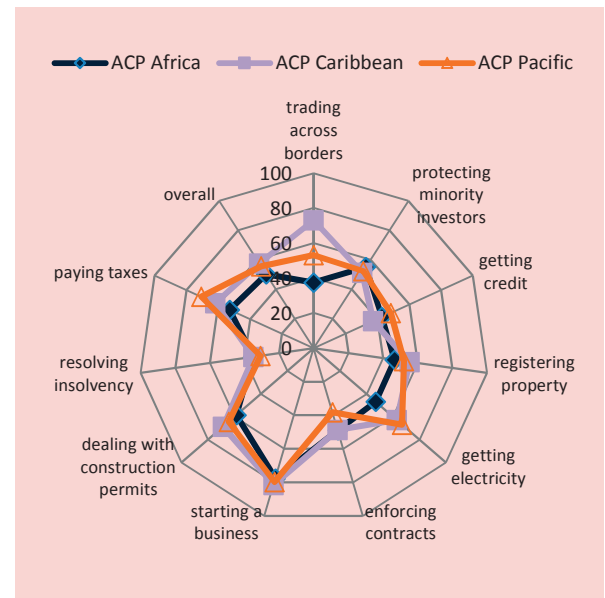 ACP Africa ACP Caribbean ACP Pacific
trading
across
borders
protecting
minority
investors
getting
credit
registering
property
getting
electricity
enforcing
contracts
starting a
business
dealing with
construction
permits
resolving
insolvency
paying taxes
overall
100
80
60
40
20
0